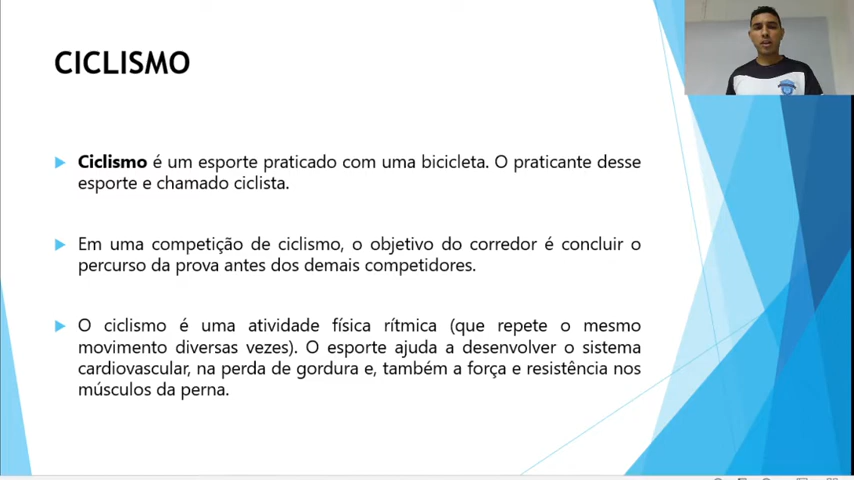 CICLISMO
Ciclismo é um esporte praticado com uma bicicleta. O praticante desse
esporte e chamado ciclista.
Em uma competição de ciclismo, o objetivo do corredor é concluir o
percurso da prova antes dos demais competidores.
O ciclismo é uma atividade física rítmica (que repete o mesmo
movimento diversas vezes). O esporte ajuda a desenvolver o sistema
cardiovascular, na perda de gordura e, também a força e resistência nos
músculos da perna.